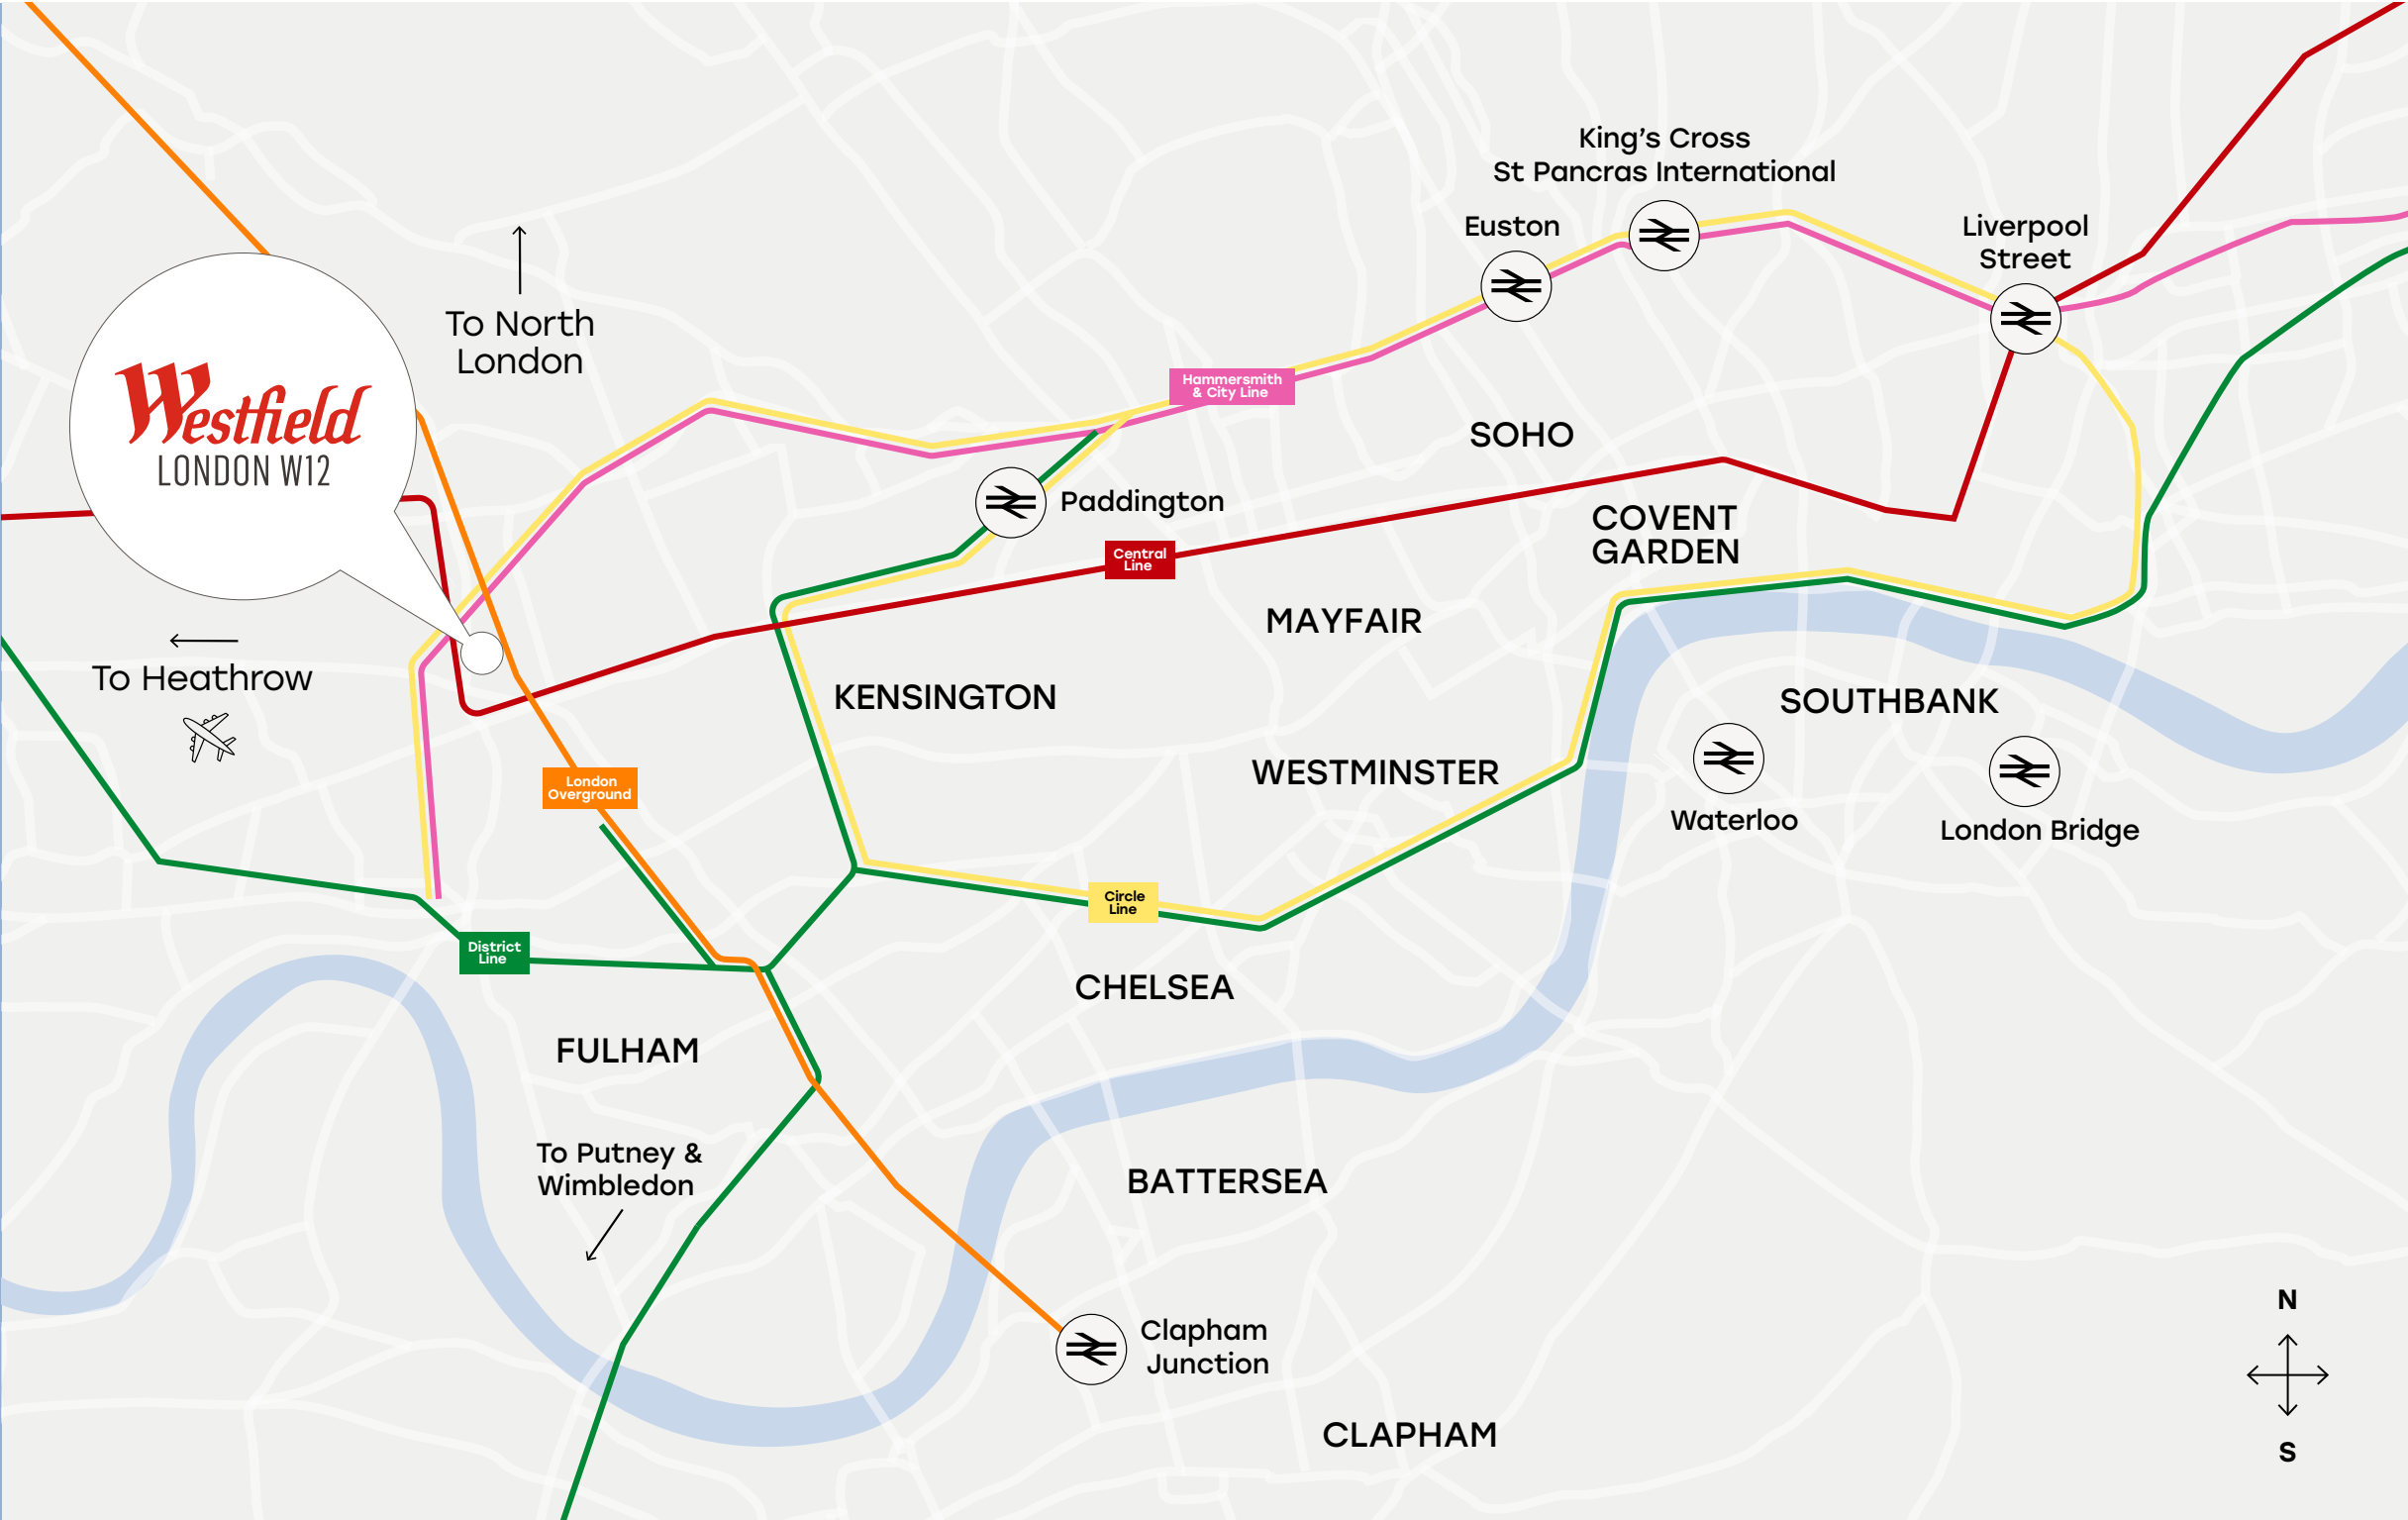 King’s Cross
St Pancras International
Euston
Liverpool
Street
To North
London
Westfield
LONDON W12
Hammersmith
& City Line
SOHO
Paddington
COVENT
GARDEN
Central
Line
MAYFAIR
To Heathrow
KENSINGTON
SOUTHBANK
WESTMINSTER
London
Overground
Waterloo
London Bridge
Circle
Line
District
Line
CHELSEA
FULHAM
To Putney &
Wimbledon
BATTERSEA
N
Clapham
Junction
CLAPHAM
S